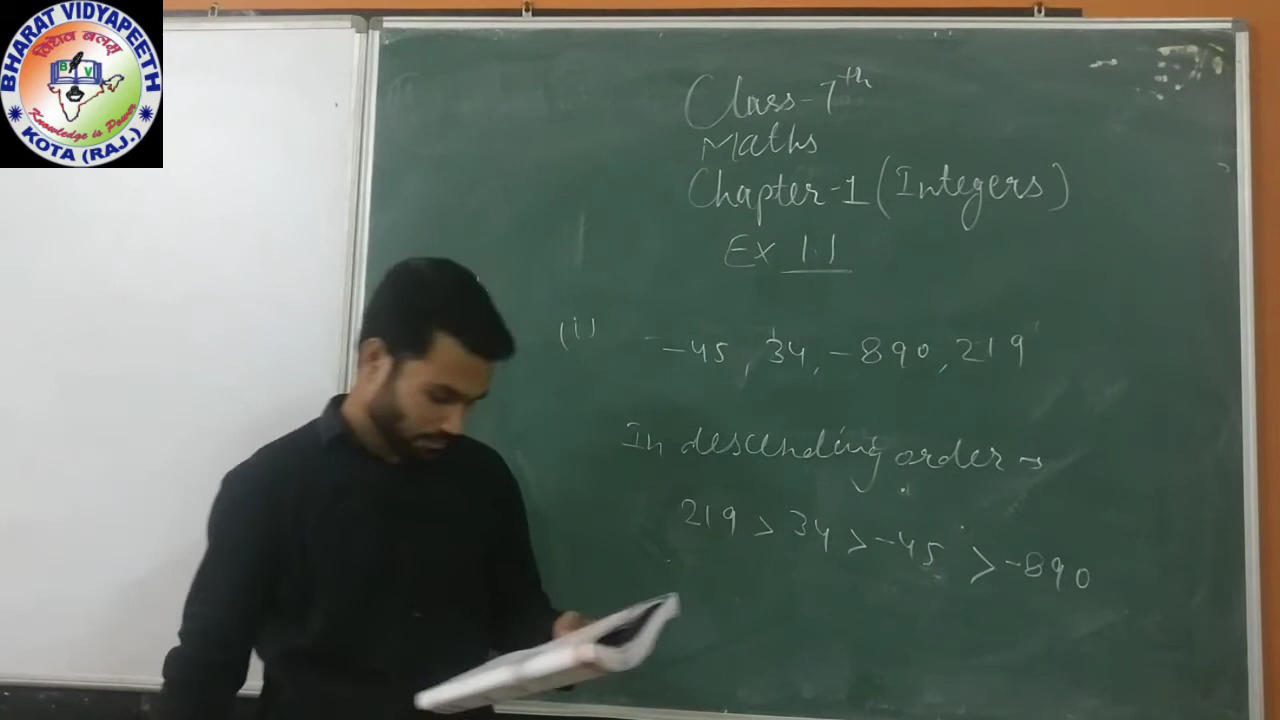 BHARAT VIDYAPEETH
विद्यैव बलम्
B V
Knowledge is Power
KOTA (RAJ.)
Class-7th
Maths
Chapter-1 (Integers)
Ex 1.1
(i) -45, 34, -890, 219
In descending order →
219 > 34 > -45 > -890